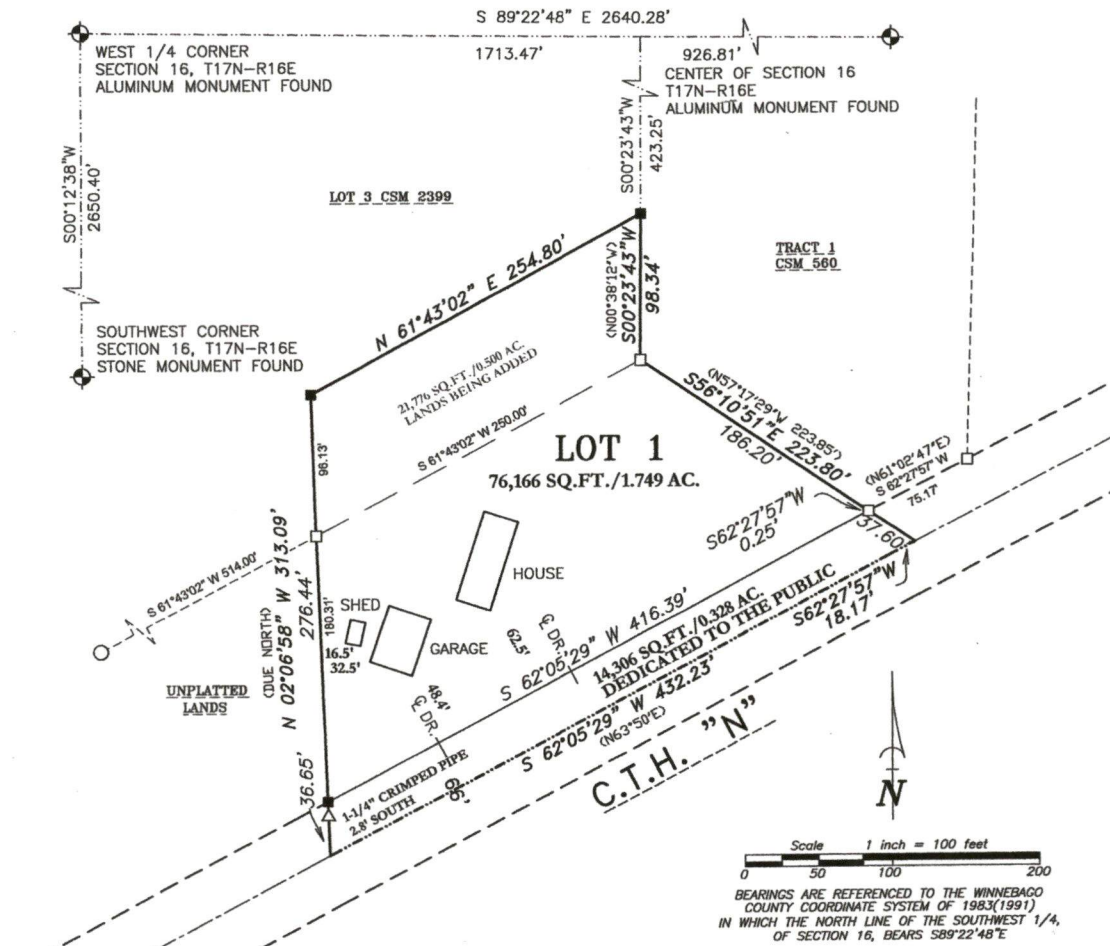 S 89°22'48" E 2640.28'
1713.47'
926.81'
WEST 1/4 CORNER
SECTION 16, T17N-R16E
ALUMINUM MONUMENT FOUND
CENTER OF SECTION 16
T17N-R16E
ALUMINUM MONUMENT FOUND
S00°12'38"W
2650.40'
S00°23'43"W
423.25'
LOT 3 CSM 2399
TRACT 1
CSM 560
N 61°43'02" E 254.80'
(N00°38'12"W)
S00°23'43"W
98.34'
SOUTHWEST CORNER
SECTION 16, T17N-R16E
STONE MONUMENT FOUND
21,776 SQ.FT./0.500 AC.
LANDS BEING ADDED
S 61°43'02" W 250.00'
(N57°17'29"W 223.85')
S56°10'51"E 223.80'
186.20'
(N61°02'47"E)
S 62°27'57" W
75.17'
LOT 1
76,166 SQ.FT./1.749 AC.
96.13'
S62°27'57"W
0.25'
37.60
S 61°43'02" W 514.00'
(DUE NORTH)
N 02°06'58" W 313.09'
276.44'
180.31'
HOUSE
SHED
GARAGE
16.5'
32.5'
℄ DR.
62.5'
S 62°05'29" W 416.39'
14,306 SQ.FT./0.328 AC.
DEDICATED TO THE PUBLIC
S62°27'57"W
18.17'
UNPLATTED
LANDS
48.4'
℄ DR.
S 62°05'29" W 432.23'
(N63°50'E)
C.T.H. "N"
36.65'
1-1/4" CRIMPED PIPE
2.8' SOUTH
66'
N
Scale 1 inch = 100 feet
0 50 100 200
BEARINGS ARE REFERENCED TO THE WINNEBAGO
COUNTY COORDINATE SYSTEM OF 1983(1991)
IN WHICH THE NORTH LINE OF THE SOUTHWEST 1/4,
OF SECTION 16, BEARS S89°22'48"E